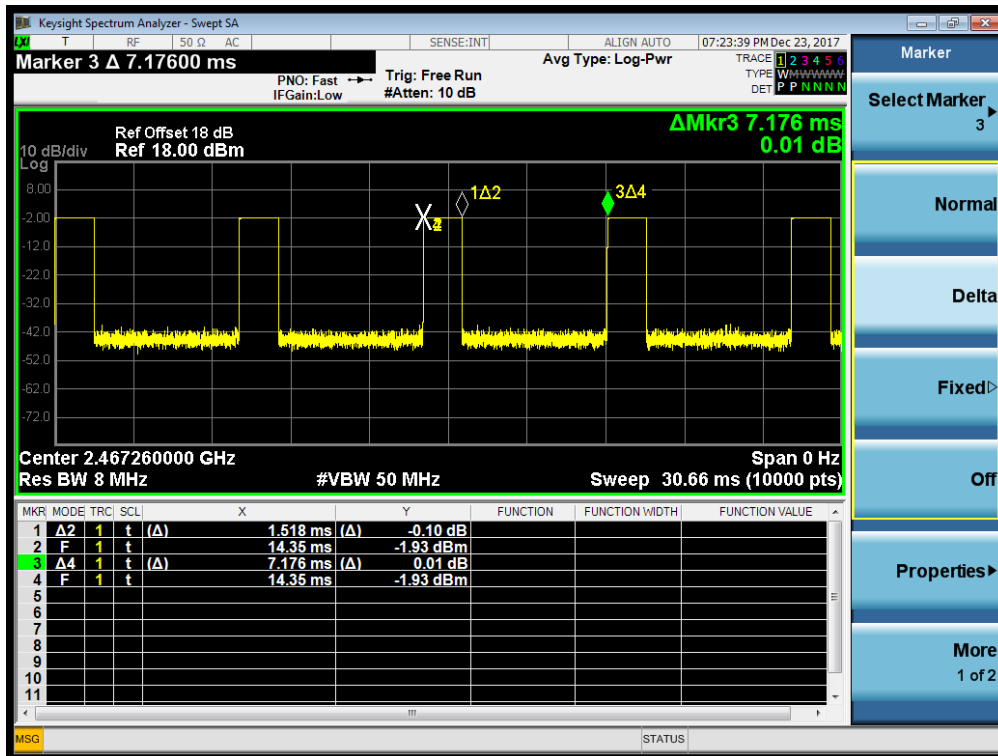 Keysight Spectrum Analyzer - Swept SA
LXI T RF 50 Ω AC SENSE:INT ALIGN AUTO 07:23:39 PM Dec 23, 2017
Marker 3 Δ 7.17600 ms
PNO: Fast
IFGain:Low
Trig: Free Run
#Atten: 10 dB
Avg Type: Log-Pwr
TRACE 1 2 3 4 5 6
TYPE WMWWWWW
DET P P N N N N
Ref Offset 18 dB
Ref 18.00 dBm
10 dB/div
Log
ΔMkr3 7.176 ms
0.01 dB
8.00
-2.00
-12.0
-22.0
-32.0
-42.0
-52.0
-62.0
-72.0
X
1Δ2
3Δ4
Center 2.467260000 GHz
Span 0 Hz
Res BW 8 MHz
#VBW 50 MHz
Sweep 30.66 ms (10000 pts)
MKR MODE TRC SCL X Y FUNCTION FUNCTION WIDTH FUNCTION VALUE
1 Δ2 1 t (Δ) 1.518 ms (Δ) -0.10 dB
2 F 1 t 14.35 ms -1.93 dBm
3 Δ4 1 t (Δ) 7.176 ms (Δ) 0.01 dB
4 F 1 t 14.35 ms -1.93 dBm
5
6
7
8
9
10
11
MSG STATUS
Marker
Select Marker
3
Normal
Delta
Fixed
Off
Properties
More
1 of 2